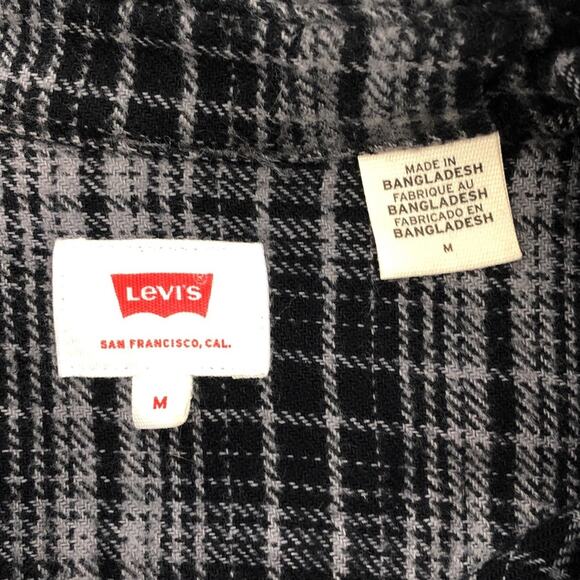 MADE IN
BANGLADESH
FABRIQUE AU
BANGLADESH
FABRICADO EN
BANGLADESH
M
LEVI'S
®
SAN FRANCISCO, CAL.
M